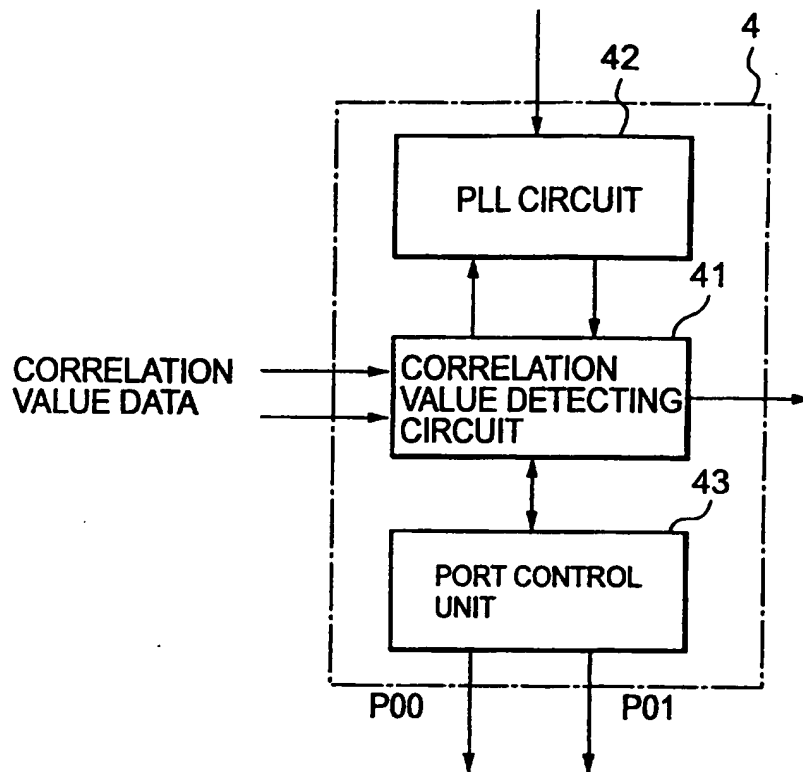 42
4
PLL CIRCUIT
41
CORRELATION
VALUE DATA
CORRELATION
VALUE DETECTING
CIRCUIT
43
PORT CONTROL
UNIT
P00
P01